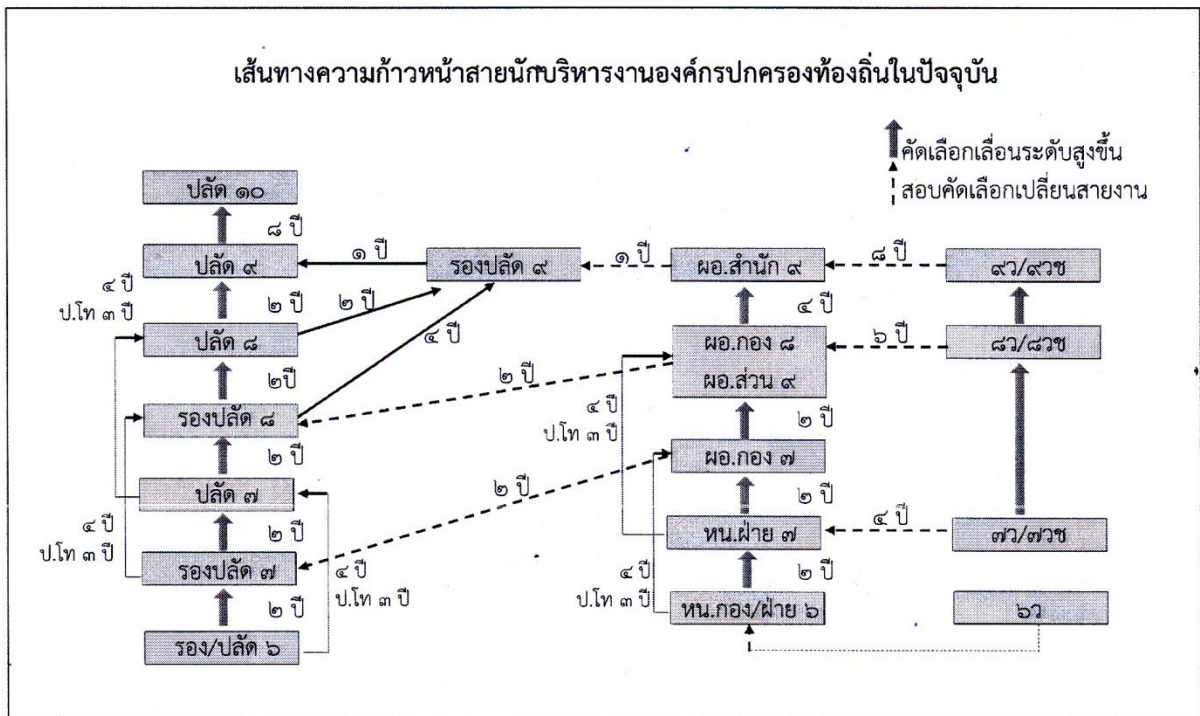 เส้นทางความก้าวหน้าสายนักบริหารงานองค์กรปกครองท้องถิ่นในปัจจุบัน
คัดเลือกเลื่อนระดับสูงขึ้น
สอบคัดเลือกเปลี่ยนสายงาน
ปลัด ๑๐
๘ ปี
ปลัด ๙
๑ ปี
รองปลัด ๙
๑ ปี
ผอ.สำนัก ๙
๘ ปี
๙ว/๙วช
๔ ปี
ป.โท ๓ ปี
๒ ปี
๒ ปี
๔ ปี
๔ ปี
ปลัด ๘
ผอ.กอง ๘
ผอ.ส่วน ๙
๖ ปี
๘ว/๘วช
๒ปี
๒ ปี
รองปลัด ๘
๔ ปี
ป.โท ๓ ปี
๒ ปี
๒ ปี
ผอ.กอง ๗
ปลัด ๗
๒ ปี
๒ ปี
๔ ปี
ป.โท ๓ ปี
๒ ปี
หน.ฝ่าย ๗
๔ ปี
๗ว/๗วช
รองปลัด ๗
๔ ปี
ป.โท ๓ ปี
๔ ปี
ป.โท ๓ ปี
๒ ปี
๒ ปี
หน.กอง/ฝ่าย ๖
๖ว
รอง/ปลัด ๖